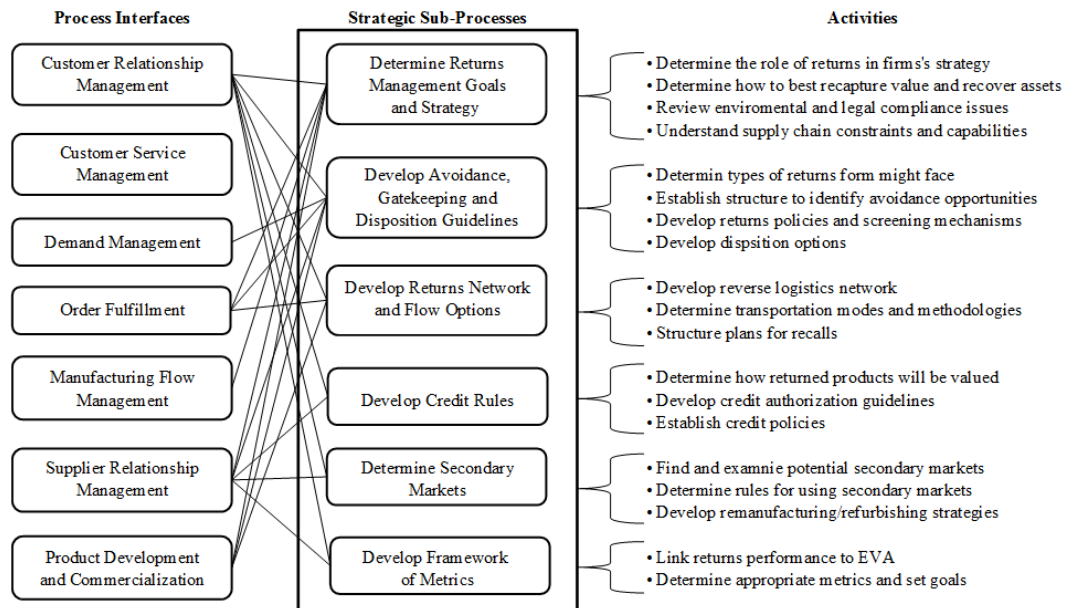 Process Interfaces
Strategic Sub-Processes
Activities
Customer Relationship
Management
Customer Service
Management
Demand Management
Order Fulfillment
Manufacturing Flow
Management
Supplier Relationship
Management
Product Development
and Commercialization
Determine Returns
Management Goals
and Strategy
Develop Avoidance,
Gatekeeping and
Disposition Guidelines
Develop Returns Network
and Flow Options
Develop Credit Rules
Determine Secondary
Markets
Develop Framework
of Metrics
• Determine the role of returns in firms's strategy
• Determine how to best recapture value and recover assets
• Review enviromental and legal compliance issues
• Understand supply chain constraints and capabilities
• Determin types of returns form might face
• Establish structure to identify avoidance opportunities
• Develop returns policies and screening mechanisms
• Develop dispsition options
• Develop reverse logistics network
• Determine transportation modes and methodologies
• Structure plans for recalls
• Determine how returned products will be valued
• Develop credit authorization guidelines
• Establish credit policies
• Find and examnie potential secondary markets
• Determine rules for using secondary markets
• Develop remanufacturing/refurbishing strategies
• Link returns performance to EVA
• Determine appropriate metrics and set goals